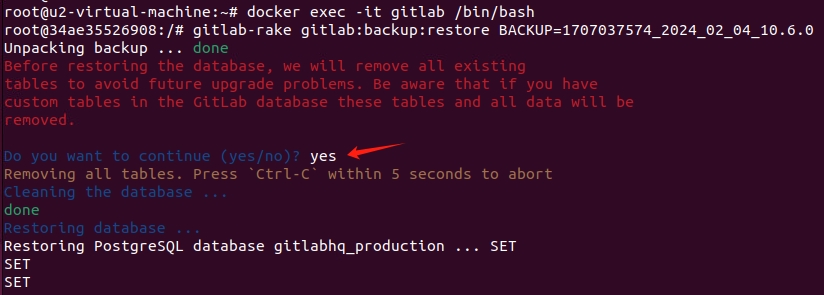 root@u2-virtual-machine:~# docker exec -it gitlab /bin/bash
root@34ae35526908:/# gitlab-rake gitlab:backup:restore BACKUP=1707037574_2024_02_04_10.6.0
Unpacking backup ... done
Before restoring the database, we will remove all existing
tables to avoid future upgrade problems. Be aware that if you have
custom tables in the GitLab database these tables and all data will be
removed.
Do you want to continue (yes/no)? yes
Removing all tables. Press `Ctrl-C` within 5 seconds to abort
Cleaning the database ...
done
Restoring database ...
Restoring PostgreSQL database gitlabhq_production ... SET
SET
SET